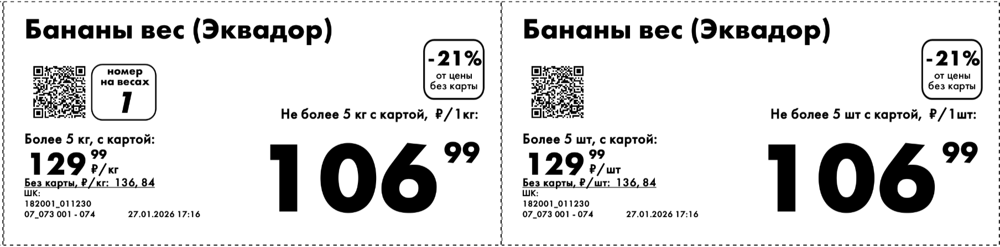 Бананы вес (Эквадор)
-21%
от цены
без карты
номер
на весах
1
Не более 5 кг с картой, ₽/1кг:
Более 5 кг, с картой:
129 99
₽/кг
106 99
Без карты, ₽/кг: 136, 84
ШК:
182001_011230
07_073 001 - 074 27.01.2026 17:16
Бананы вес (Эквадор)
-21%
от цены
без карты
Не более 5 шт с картой, ₽/1шт:
Более 5 шт, с картой:
129 99
₽/шт
106 99
Без карты, ₽/шт: 136, 84
ШК:
182001_011230
07_073 001 - 074 27.01.2026 17:16